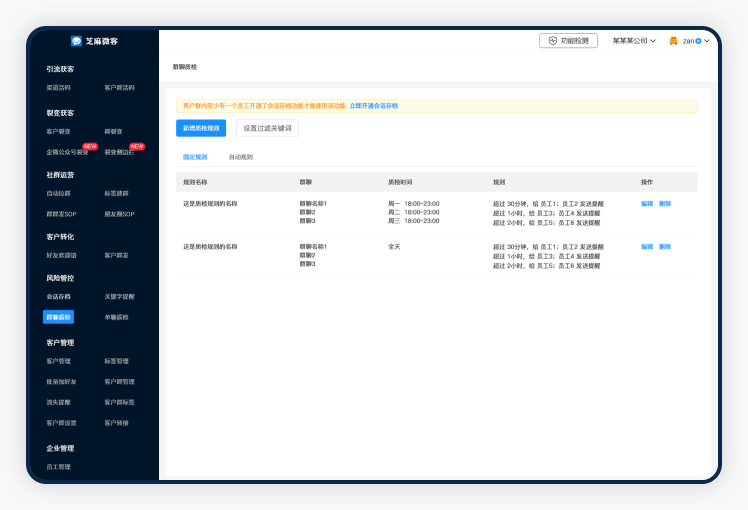 芝麻微客
功能检测
某某某公司
zan
引流获客
渠道活码 客户群活码
裂变获客
客户裂变 群裂变
企微公众号裂变 NEW 裂变侧边栏 NEW
社群运营
自动拉群 标签建群
群群发SOP 朋友圈SOP
客户转化
好友欢迎语 客户群发
风险管控
会话存档 关键字提醒
群聊质检 单聊质检
客户管理
客户管理 标签管理
批量加好友 客户群管理
流失提醒 客户群标签
客户群设置 客户转接
企业管理
员工管理
群聊质检
客户群内至少有一个员工开通了会话存档功能才能使用该功能 立即开通会话存档
新增质检规则 设置过滤关键词
固定规则 自动规则
规则名称 群聊 质检时间 规则 操作
这是质检规则的名称 群聊名称1 周一 18:00-23:00 超过 30分钟，给 员工1；员工2 发送提醒 编辑 删除
群聊2 周二 18:00-23:00 超过 1小时，给 员工3；员工4 发送提醒
群聊3 周三 18:00-23:00 超过 2小时，给 员工5；员工6 发送提醒
这是质检规则的名称 群聊名称1 全天 超过 30分钟，给 员工1；员工2 发送提醒 编辑 删除
群聊2 超过 1小时，给 员工3；员工4 发送提醒
群聊3 超过 2小时，给 员工5；员工6 发送提醒